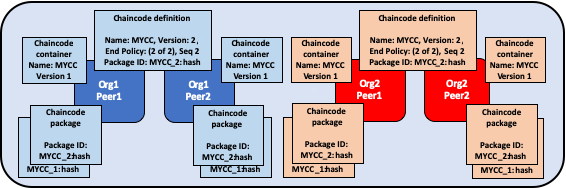 Chaincode definition
Name: MYCC, Version: 2,
End Policy: (2 of 2), Seq 2
Package ID: MYCC_2:hash
Chaincode
container
Name: MYCC
Version 1
Chaincode
container
Name: MYCC
Version 1
Org1
Peer1
Org1
Peer2
Chaincode
package
Package ID:
MYCC_2:hash
MYCC_1:hash
Chaincode
package
Package ID:
MYCC_2:hash
MYCC_1:hash
Chaincode definition
Name: MYCC, Version: 2,
End Policy: (2 of 2), Seq 2
Package ID: MYCC_2:hash
Chaincode
container
Name: MYCC
Version 1
Chaincode
container
Name: MYCC
Version 1
Org2
Peer1
Org2
Peer2
Chaincode
package
Package ID:
MYCC_2: hash
MYCC_1: hash
Chaincode
package
Package ID:
MYCC_2:hash
MYCC_1: hash